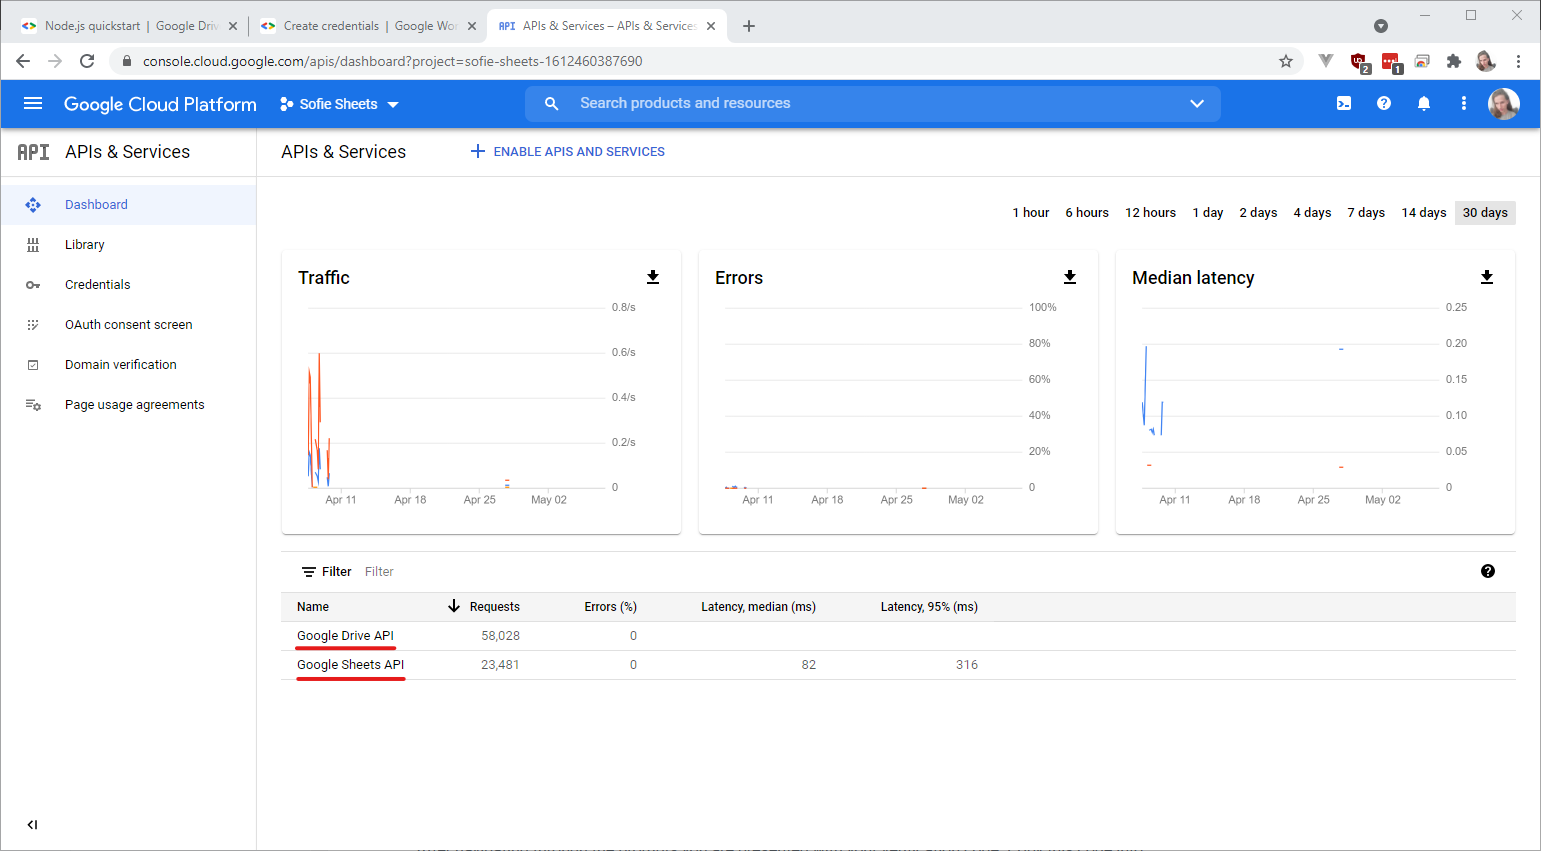 Node.js quickstart | Google Driv
Create credentials | Google Wor
API APIs & Services – APIs & Services
console.cloud.google.com/apis/dashboard?project=sofie-sheets-1612460387690
2
1
Google Cloud Platform
Sofie Sheets
Search products and resources
API APIs & Services
APIs & Services
ENABLE APIS AND SERVICES
Dashboard
Library
Credentials
OAuth consent screen
Domain verification
Page usage agreements
1 hour 6 hours 12 hours 1 day 2 days 4 days 7 days 14 days 30 days
Traffic
0.8/s
0.6/s
0.4/s
0.2/s
0
Apr 11 Apr 18 Apr 25 May 02
Errors
100%
80%
60%
40%
20%
0
Apr 11 Apr 18 Apr 25 May 02
Median latency
0.25
0.20
0.15
0.10
0.05
0
Apr 11 Apr 18 Apr 25 May 02
Filter Filter
Name Requests Errors (%) Latency, median (ms) Latency, 95% (ms)
Google Drive API 58,028 0
Google Sheets API 23,481 0 82 316